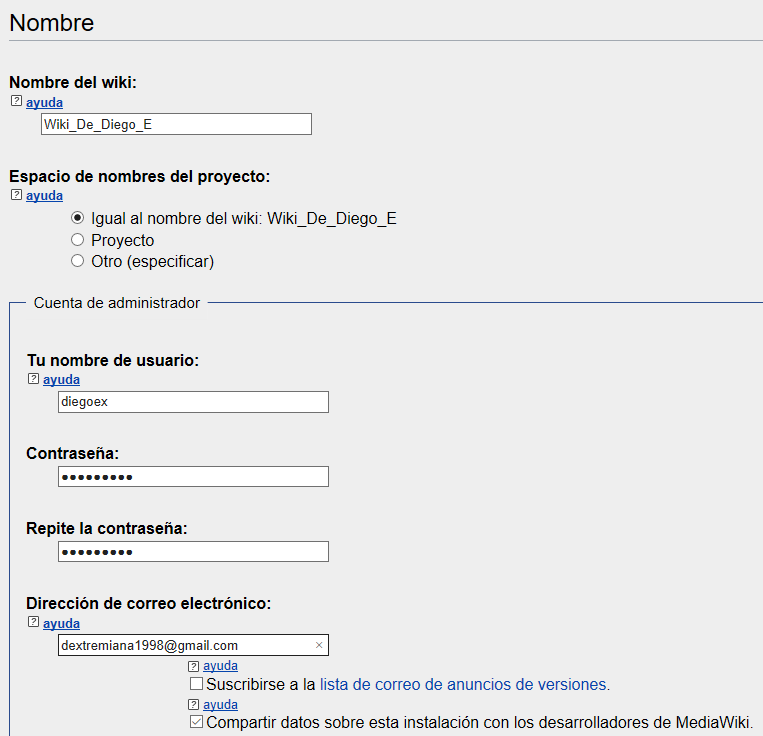 Nombre
Nombre del wiki:
? ayuda
Wiki_De_Diego_E
Espacio de nombres del proyecto:
? ayuda
Igual al nombre del wiki: Wiki_De_Diego_E
Proyecto
Otro (especificar)
Cuenta de administrador
Tu nombre de usuario:
? ayuda
diegoex
Contraseña:
•••••••••
Repite la contraseña:
•••••••••
Dirección de correo electrónico:
? ayuda
dextremiana1998@gmail.com ×
? ayuda
Suscribirse a la lista de correo de anuncios de versiones.
? ayuda
Compartir datos sobre esta instalación con los desarrolladores de MediaWiki.